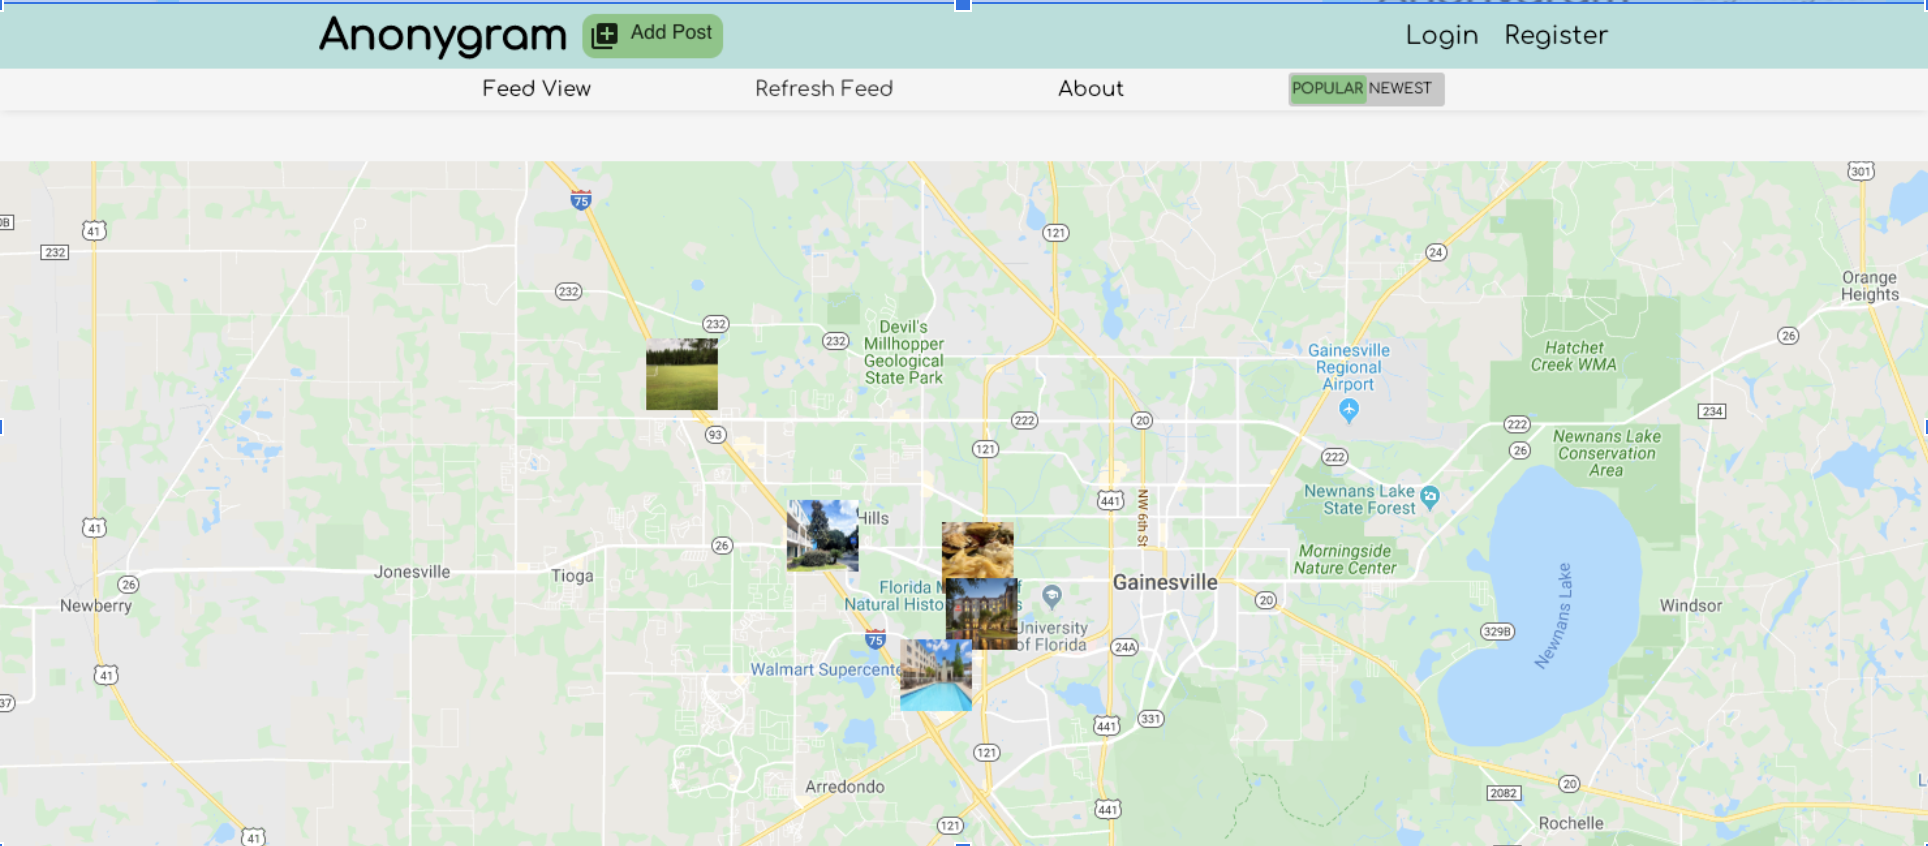 Anonygram
Add Post
Login
Register
Feed View
Refresh Feed
About
POPULAR
NEWEST
301
75
41
121
232
24
Orange
Heights
232
232
232
26
Devil's
Millhopper
Geological
State Park
Gainesville
Regional
Airport
Hatchet
Creek WMA
234
222
20
222
93
121
222
26
Newnans Lake
Conservation
Area
441
NW 6th St
Newnans Lake
State Forest
41
Hills
26
Morningside
Nature Center
Jonesville
Tioga
26
Gainesville
Florida
Natural
20
Newberry
Windsor
Newnans Lake
329B
University
of Florida
75
24A
Walmart
41
37
331
441
121
Arredondo
20
2082
441
121
Rochelle
41